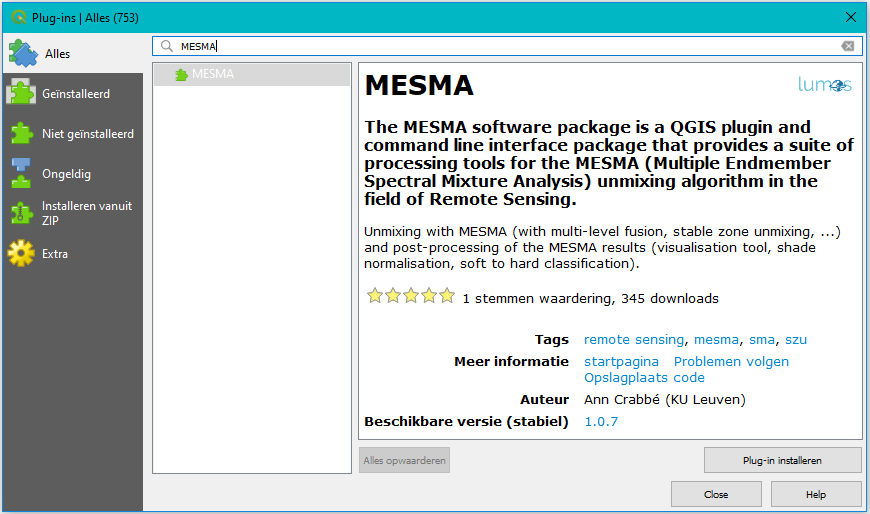 Plug-ins | Alles (753)
MESMA
Alles
Geïnstalleerd
Niet geïnstalleerd
Ongeldig
Installeren vanuit
ZIP
Extra
MESMA
MESMA
lumos
The MESMA software package is a QGIS plugin and
command line interface package that provides a suite of
processing tools for the MESMA (Multiple Endmember
Spectral Mixture Analysis) unmixing algorithm in the
field of Remote Sensing.
Unmixing with MESMA (with multi-level fusion, stable zone unmixing, ...)
and post-processing of the MESMA results (visualisation tool, shade
normalisation, soft to hard classification).
1 stemmen waardering, 345 downloads
Tags remote sensing, mesma, sma, szu
Meer informatie startpagina Problemen volgen
Opslagplaats code
Auteur Ann Crabbé (KU Leuven)
Beschikbare versie (stabiel) 1.0.7
Alles opwaarderen
Plug-in installeren
Close
Help